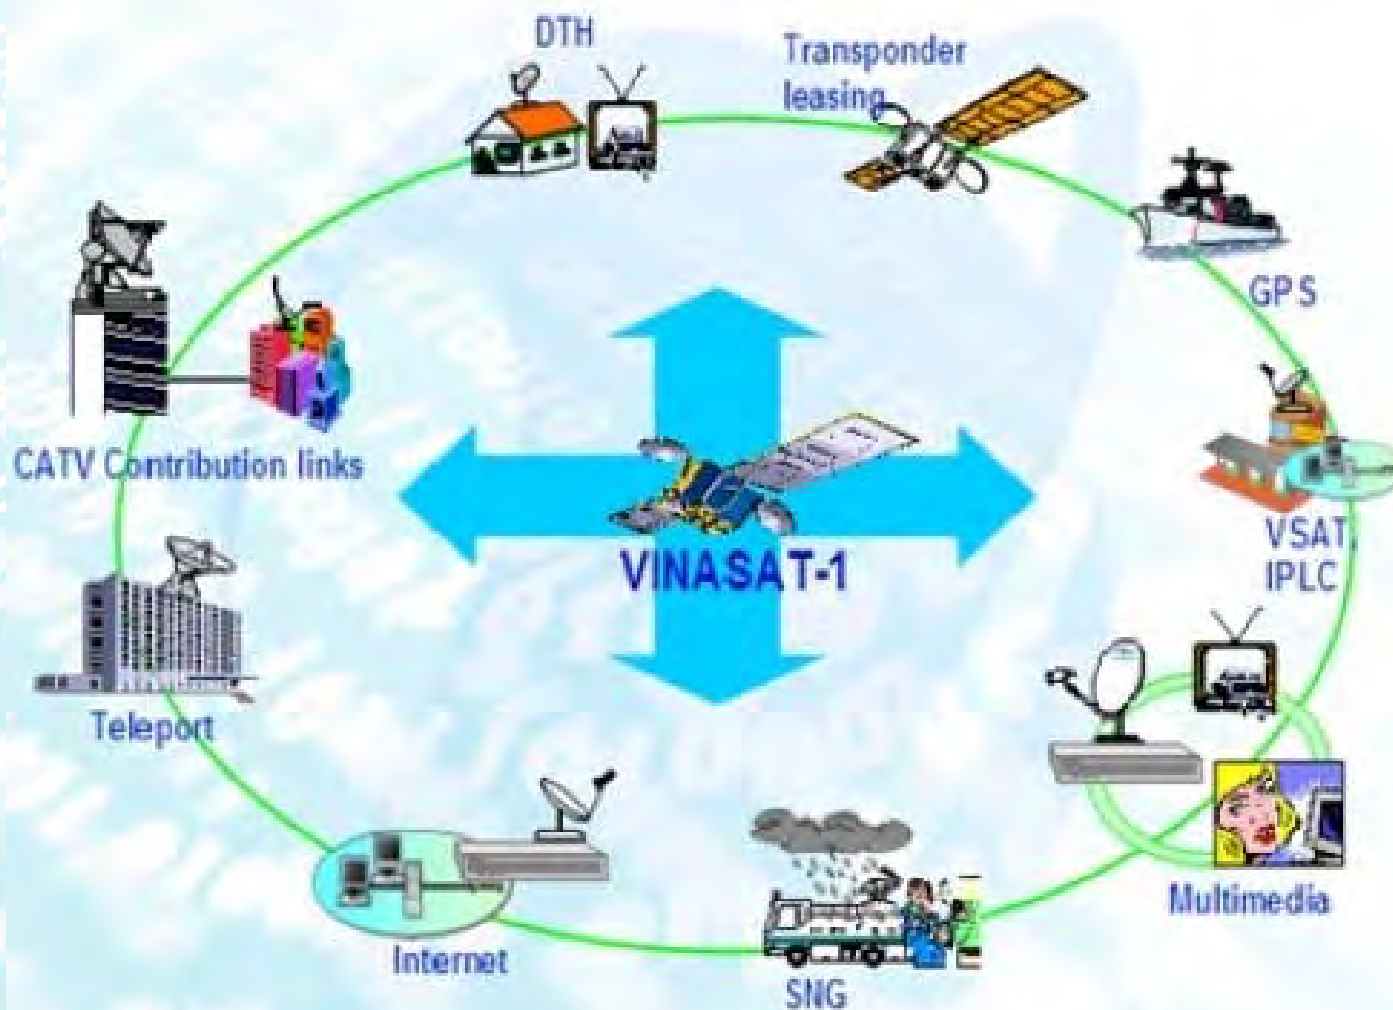 DTH
Transponder
leasing
GPS
CATV Contribution links
VINASAT-1
VSAT
IPLC
Teleport
Multimedia
Internet
SNG